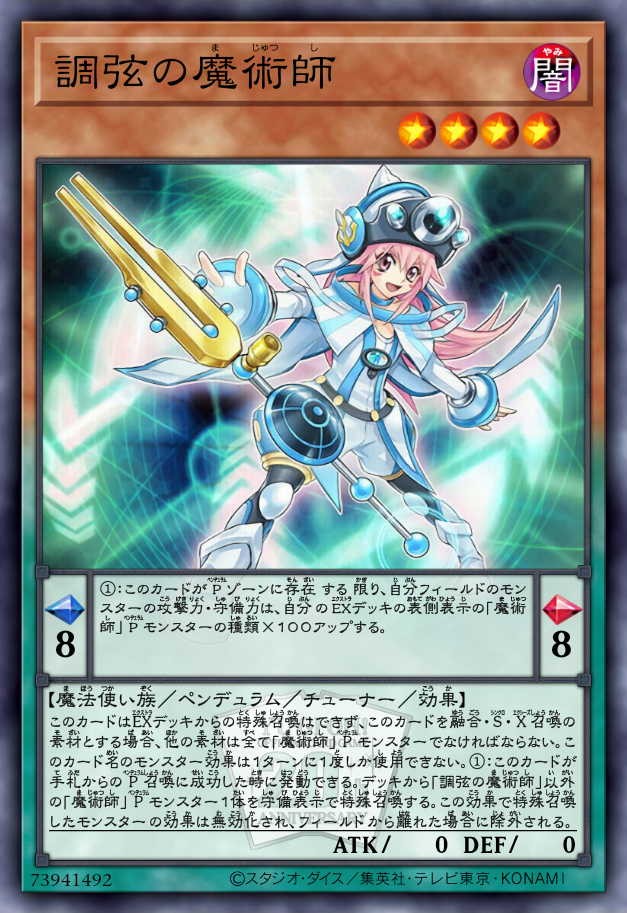 調弦の魔術師
闇
①:このカードがPゾーンに存在する限り、自分フィールドのモン
スターの攻撃力・守備力は、自分のEXデッキの表側表示の「魔術
師」Pモンスターの種類×100アップする。
8
8
【魔法使い族/ペンデュラム/チューナー/効果】
このカードはEXデッキからの特殊召喚はできず、このカードを融合・S・X召喚の
素材とする場合、他の素材は全て「魔術師」Pモンスターでなければならない。こ
のカード名のモンスター効果は1ターンに1度しか使用できない。①:このカードが
手札からのP召喚に成功した時に発動できる。デッキから「調弦の魔術師」以外
の「魔術師」Pモンスター1体を守備表示で特殊召喚する。この効果で特殊召喚
したモンスターの効果は無効化され、フィールドから離れた場合に除外される。
ATK/ 0 DEF/ 0
73941492 ©スタジオ・ダイス/集英社・テレビ東京・KONAMI